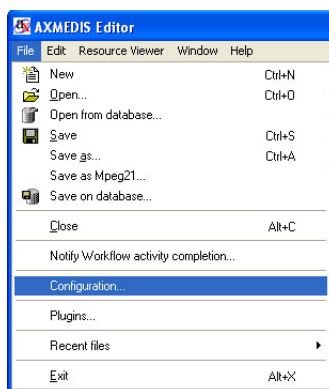 AXMEDIS Editor
File Edit Resource Viewer Window Help
New Ctrl+N
Open... Ctrl+O
Open from database...
Save Ctrl+S
Save as... Ctrl+A
Save as Mpeg21...
Save on database...
Close Alt+C
Notify Workflow activity completion...
Configuration...
Plugins...
Recent files
Exit Alt+X